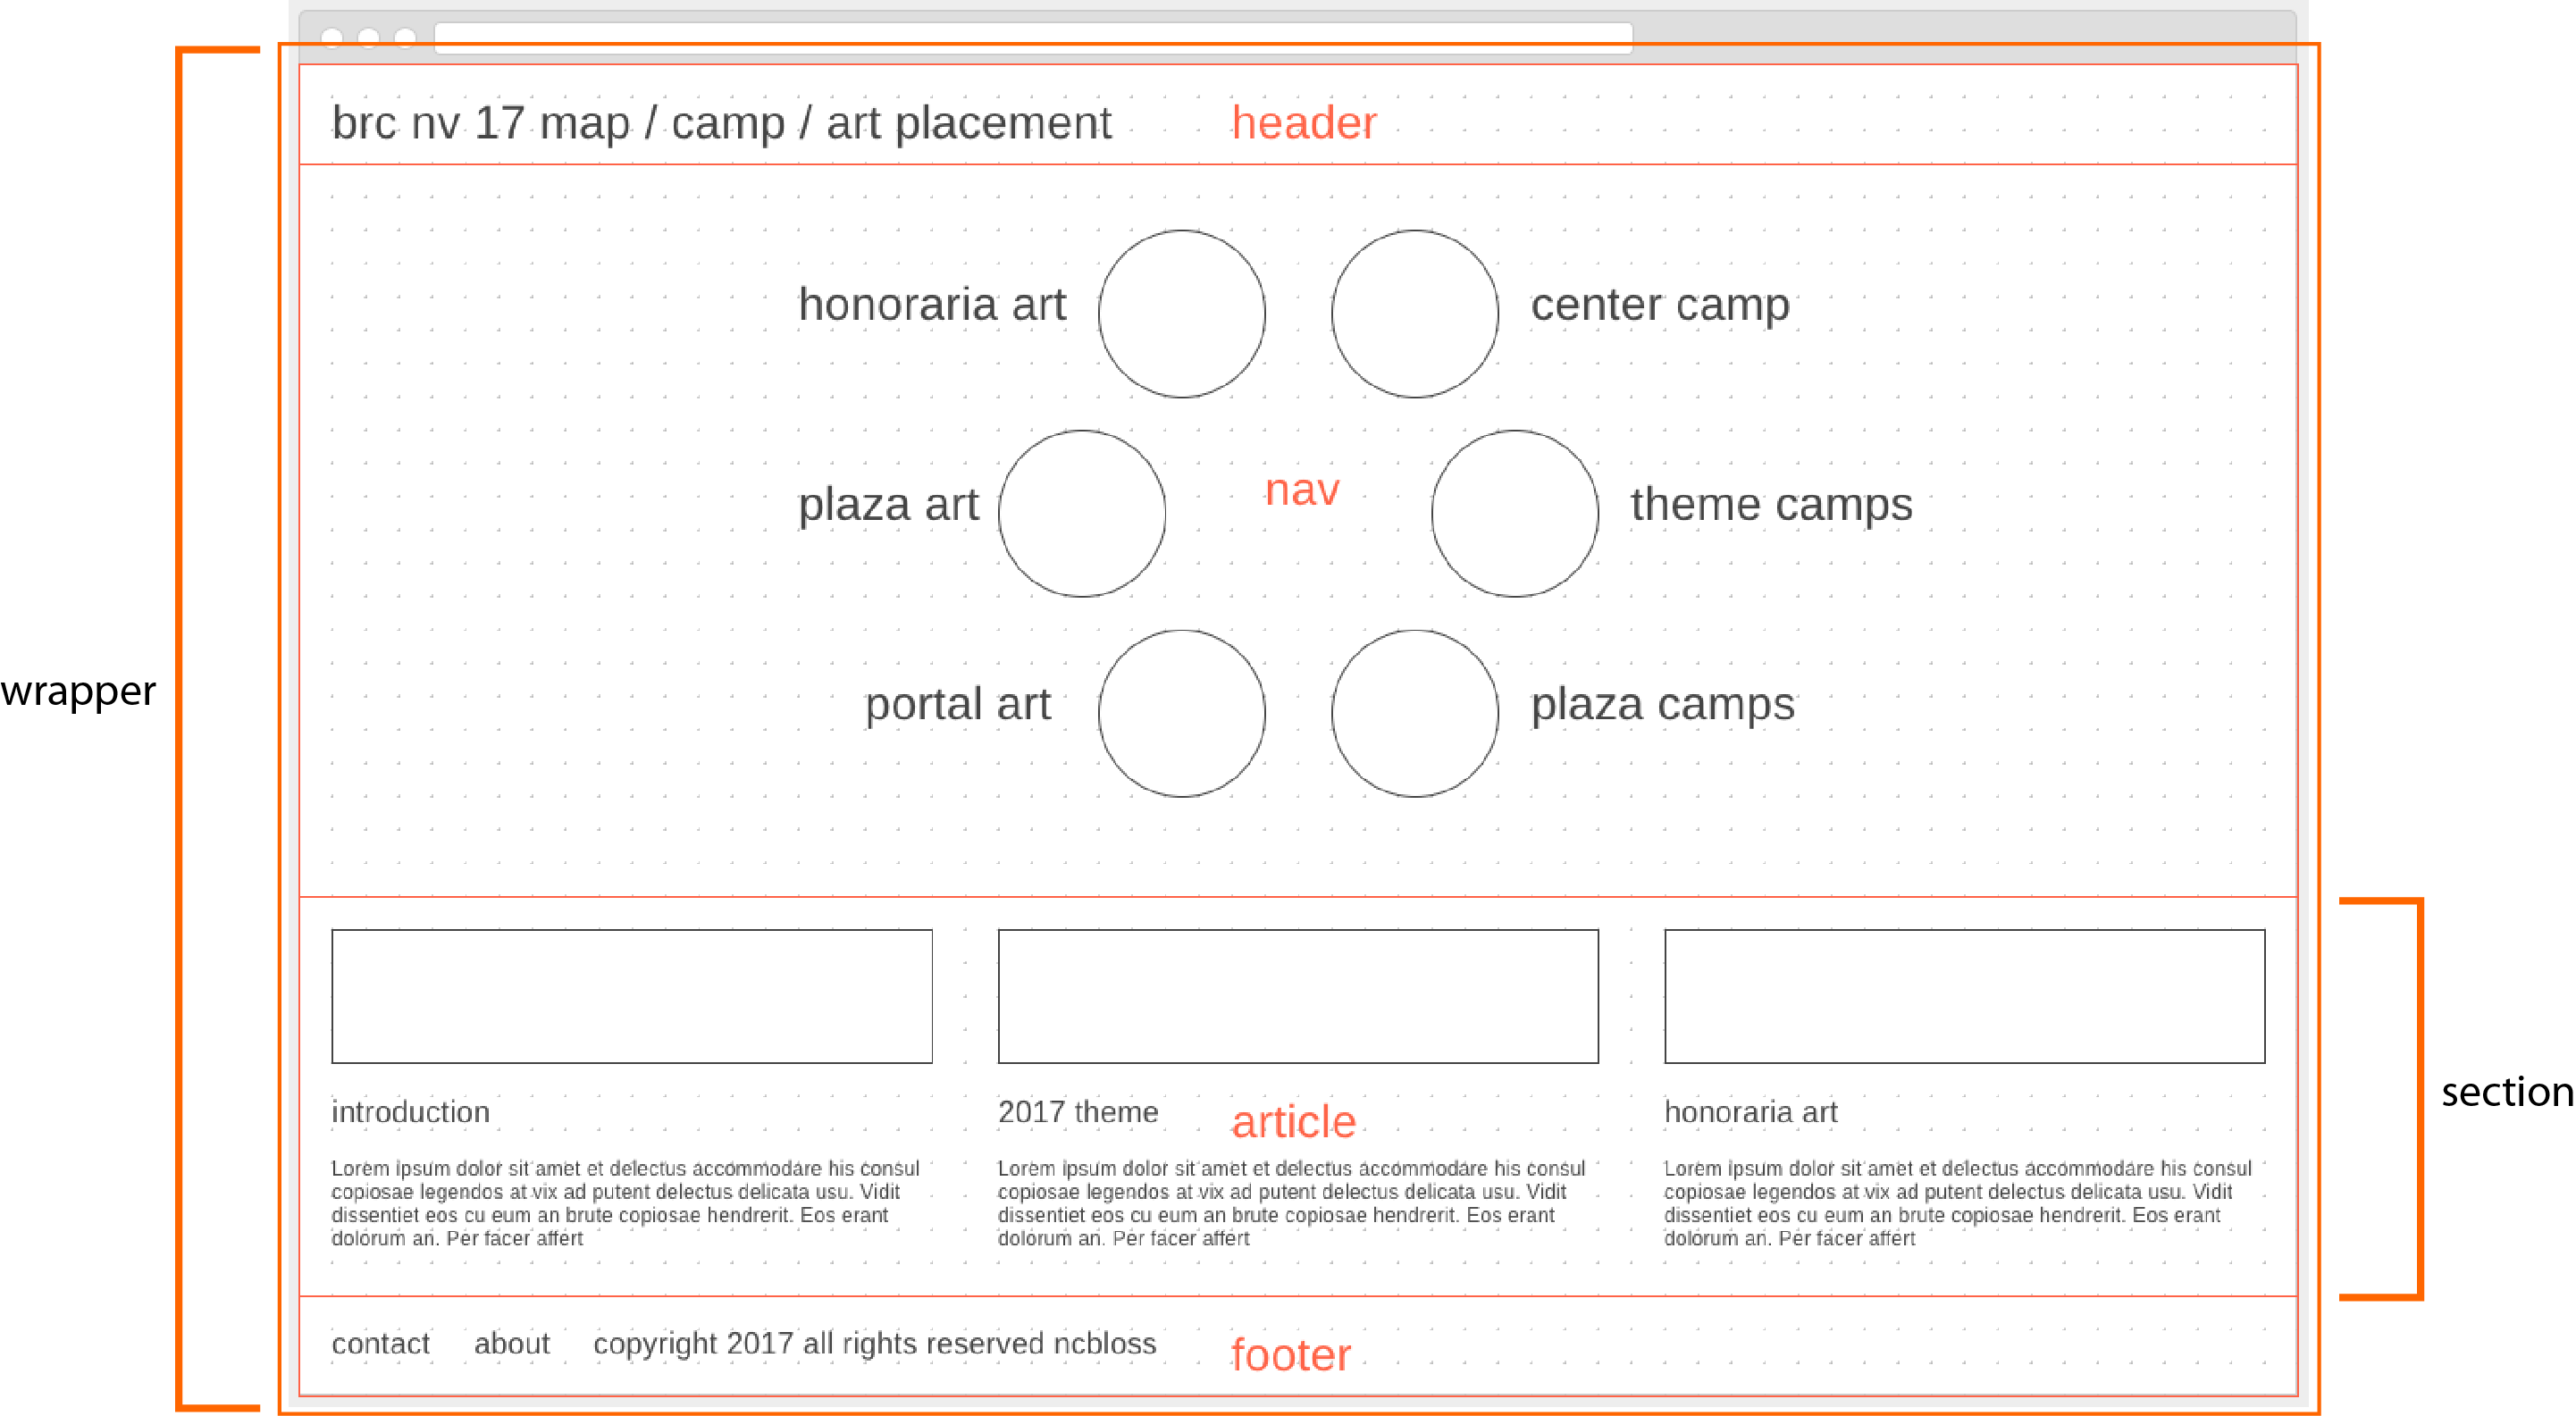 brc nv 17 map / camp / art placement
header
honoraria art
center camp
plaza art
nav
theme camps
wrapper
portal art
plaza camps
introduction
Lorem ipsum dolor sit amet et delectus accommodare his consul
copiosae legendos at vix ad putent delectus delicata usu. Vidit
dissentiet eos cu eum an brute copiosae hendrerit. Eos erant
dolorum an. Per facer affert
2017 theme
article
Lorem ipsum dolor sit amet et delectus accommodare his consul
copiosae legendos at vix ad putent delectus delicata usu. Vidit
dissentiet eos cu eum an brute copiosae hendrerit. Eos erant
dolorum an. Per facer affert
honoraria art
Lorem ipsum dolor sit amet et delectus accommodare his consul
copiosae legendos at vix ad putent delectus delicata usu. Vidit
dissentiet eos cu eum an brute copiosae hendrerit. Eos erant
dolorum an. Per facer affert
section
contact about copyright 2017 all rights reserved ncbloss
footer